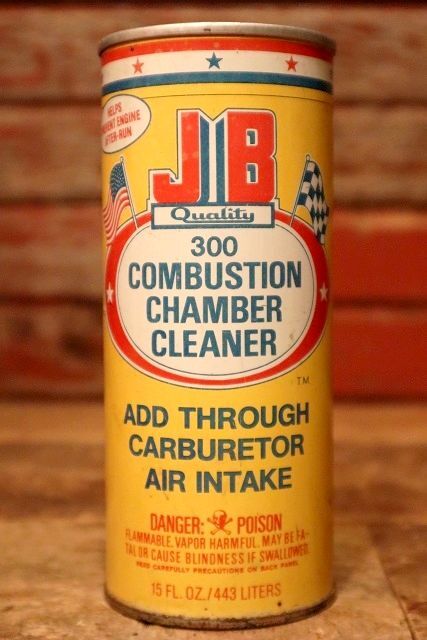 HELPS
PREVENT ENGINE
AFTER-RUN
JB
Quality
300
COMBUSTION
CHAMBER
CLEANER
TM
ADD THROUGH
CARBURETOR
AIR INTAKE
DANGER: POISON
FLAMMABLE. VAPOR HARMFUL. MAY BE FA-
TAL OR CAUSE BLINDNESS IF SWALLOWED.
READ CAREFULLY PRECAUTIONS ON BACK PANEL
15 FL. OZ./443 LITERS